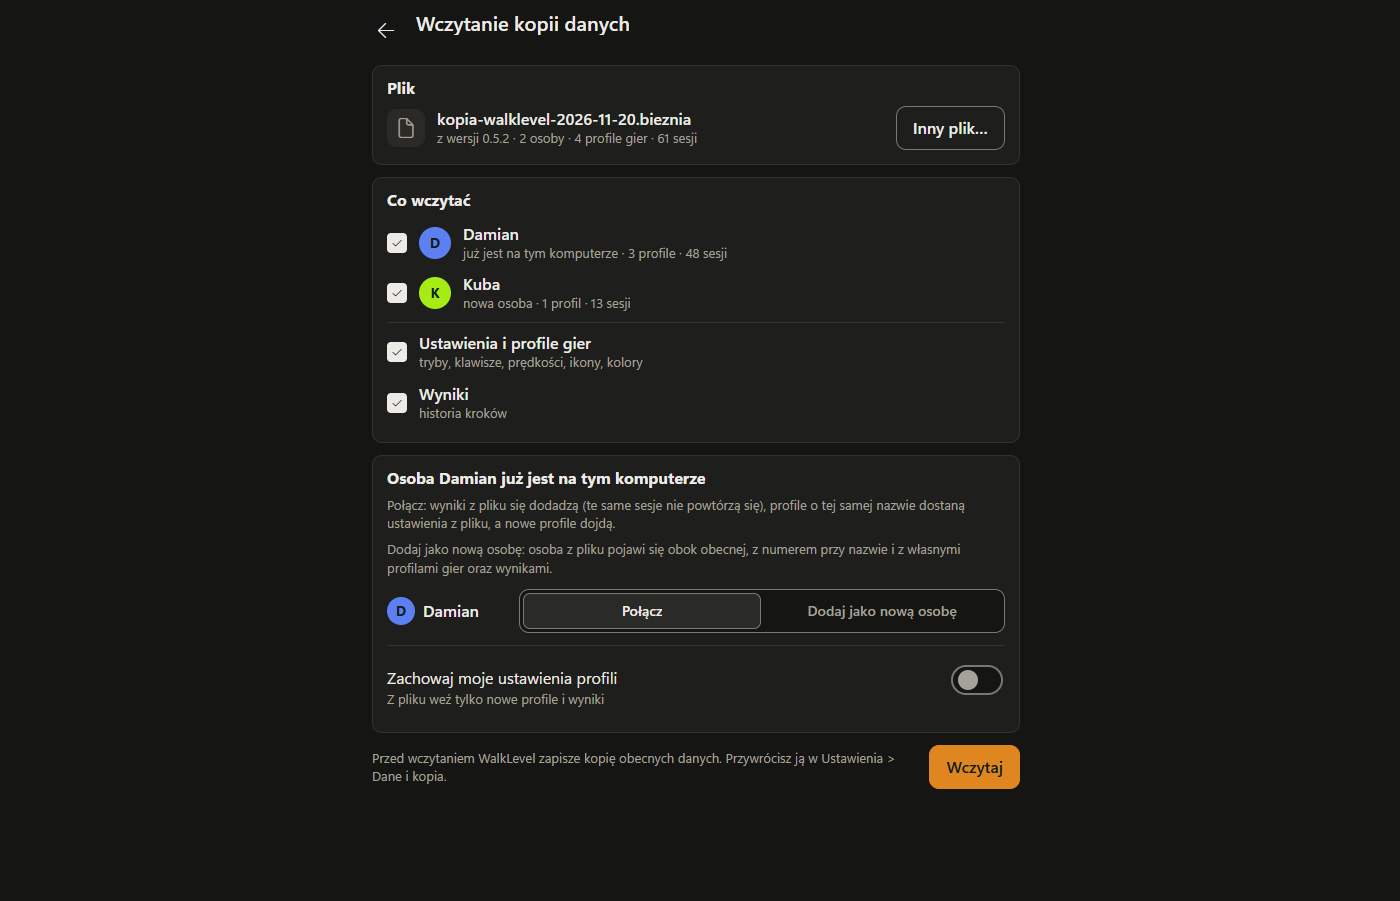 Wczytanie kopii danych
Plik
kopia-walklevel-2026-11-20.bieznia
z wersji 0.5.2 · 2 osoby · 4 profile gier · 61 sesji
Inny plik...
Co wczytać
D
Damian
już jest na tym komputerze · 3 profile · 48 sesji
K
Kuba
nowa osoba · 1 profil · 13 sesji
Ustawienia i profile gier
tryby, klawisze, prędkości, ikony, kolory
Wyniki
historia kroków
Osoba Damian już jest na tym komputerze
Połącz: wyniki z pliku się dodadzą (te same sesje nie powtórzą się), profile o tej samej nazwie dostaną
ustawienia z pliku, a nowe profile dojdą.
Dodaj jako nową osobę: osoba z pliku pojawi się obok obecnej, z numerem przy nazwie i z własnymi
profilami gier oraz wynikami.
D
Damian
Połącz
Dodaj jako nową osobę
Zachowaj moje ustawienia profili
Z pliku weź tylko nowe profile i wyniki
Przed wczytaniem WalkLevel zapisze kopię obecnych danych. Przywrócisz ją w Ustawienia >
Dane i kopia.
Wczytaj